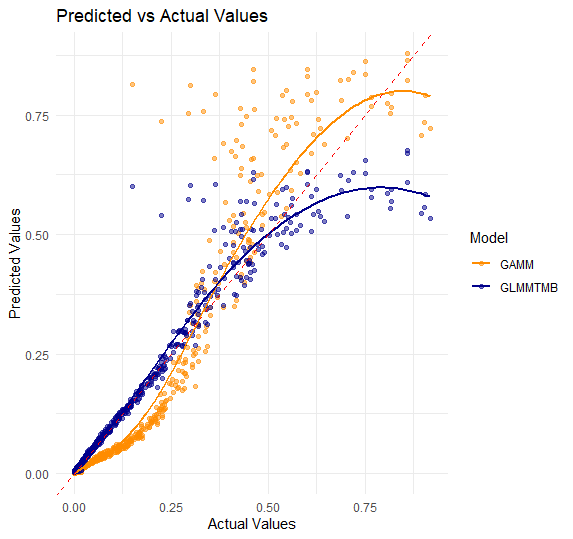 Predicted vs Actual Values
Predicted Values
0.75
0.50
0.25
0.00
0.00 0.25 0.50 0.75
Actual Values
Model
GAMM
GLMMTMB